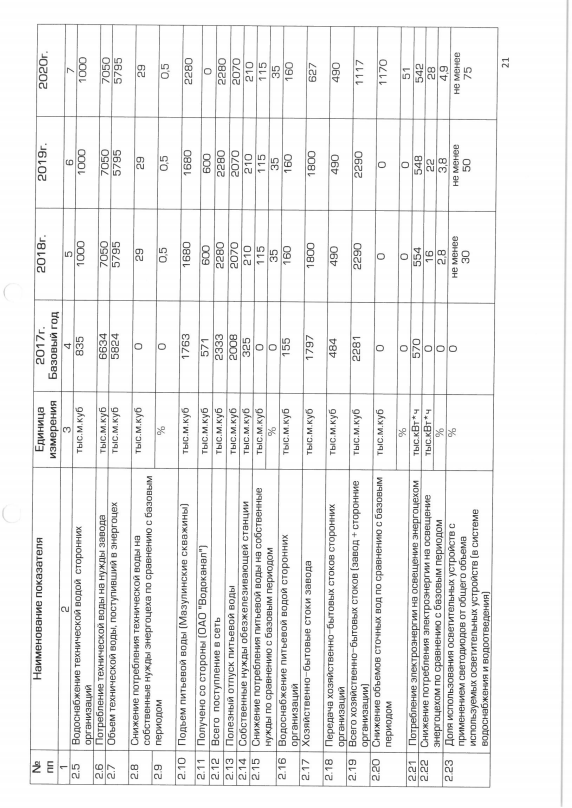 № пп | Наименование показателя | Единица измерения | 2017г. Базовый год | 2018г. | 2019г. | 2020г.
1 | 2 | 3 | 4 | 5 | 6 | 7
2.5 | Водоснабжение технической водой сторонних организаций | тыс.м.куб | 835 | 1000 | 1000 | 1000
2.6 | Потребление технической воды на нужды завода | тыс.м.куб | 6634 | 7050 | 7050 | 7050
2.7 | Объем технической воды, поступивший в энергоцех | тыс.м.куб | 5824 | 5795 | 5795 | 5795
2.8 | Снижение потребления технической воды на | тыс.м.куб | 0 | 29 | 29 | 29
собственные нужды энергоцеха по сравнению с базовым
2.9 | периодом | % | 0 | 0,5 | 0,5 | 0,5
2.10 | Подъем питьевой воды (Мазулинские скважины) | тыс.м.куб | 1763 | 1680 | 1680 | 2280
2.11 | Получено со стороны (ОАО "Водоканал") | тыс.м.куб | 571 | 600 | 600 | 0
2.12 | Всего поступление в сеть | тыс.м.куб | 2333 | 2280 | 2280 | 2280
2.13 | Полезный отпуск питьевой воды | тыс.м.куб | 2008 | 2070 | 2070 | 2070
2.14 | Собственные нужды обезжелезивающей станции | тыс.м.куб | 325 | 210 | 210 | 210
2.15 | Снижение потребления питьевой воды на собственные | тыс.м.куб | 0 | 115 | 115 | 115
нужды по сравнению с базовым периодом | % | 0 | 35 | 35 | 35
2.16 | Водоснабжение питьевой водой сторонних организаций | тыс.м.куб | 155 | 160 | 160 | 160
2.17 | Хозяйственно-бытовые стоки завода | тыс.м.куб | 1797 | 1800 | 1800 | 627
2.18 | Передача хозяйственно-бытовых стоков сторонних организаций | тыс.м.куб | 484 | 490 | 490 | 490
2.19 | Всего хозяйственно-бытовых стоков (завод + сторонние организации) | тыс.м.куб | 2281 | 2290 | 2290 | 1117
2.20 | Снижение объемов сточных вод по сравнению с базовым периодом | тыс.м.куб | 0 | 0 | 0 | 1170
% | 0 | 0 | 0 | 51
2.21 | Потребление электроэнергии на освещение энергоцехом | тыс.кВт*ч | 570 | 554 | 548 | 542
2.22 | Снижение потребления электроэнергии на освещение | тыс.кВт*ч | 0 | 16 | 22 | 28
энергоцехом по сравнению с базовым периодом | % | 0 | 2,8 | 3,8 | 4,9
2.23 | Доля использования осветительных устройств с | % | 0 | не менее 30 | не менее 50 | не менее 75
применением светодиодов от общего объема
используемых осветительных устройств (в системе
водоснабжения и водоотведения)
21